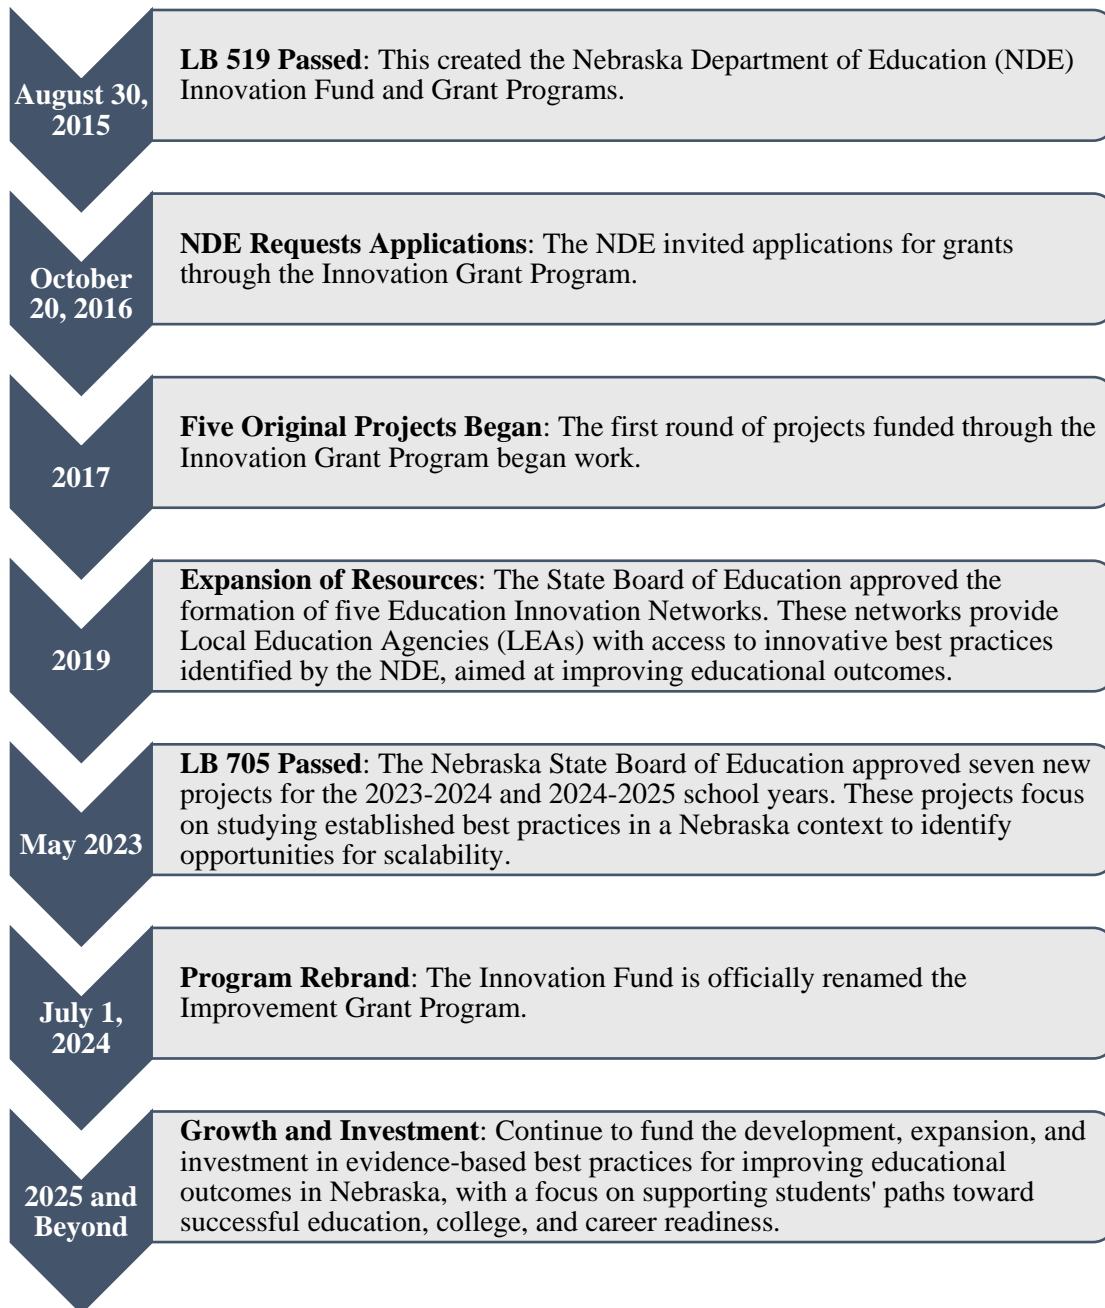 August 30,
2015
LB 519 Passed: This created the Nebraska Department of Education (NDE)
Innovation Fund and Grant Programs.
October
20, 2016
NDE Requests Applications: The NDE invited applications for grants
through the Innovation Grant Program.
2017
Five Original Projects Began: The first round of projects funded through the
Innovation Grant Program began work.
2019
Expansion of Resources: The State Board of Education approved the
formation of five Education Innovation Networks. These networks provide
Local Education Agencies (LEAs) with access to innovative best practices
identified by the NDE, aimed at improving educational outcomes.
May 2023
LB 705 Passed: The Nebraska State Board of Education approved seven new
projects for the 2023-2024 and 2024-2025 school years. These projects focus
on studying established best practices in a Nebraska context to identify
opportunities for scalability.
July 1,
2024
Program Rebrand: The Innovation Fund is officially renamed the
Improvement Grant Program.
2025 and
Beyond
Growth and Investment: Continue to fund the development, expansion, and
investment in evidence-based best practices for improving educational
outcomes in Nebraska, with a focus on supporting students' paths toward
successful education, college, and career readiness.